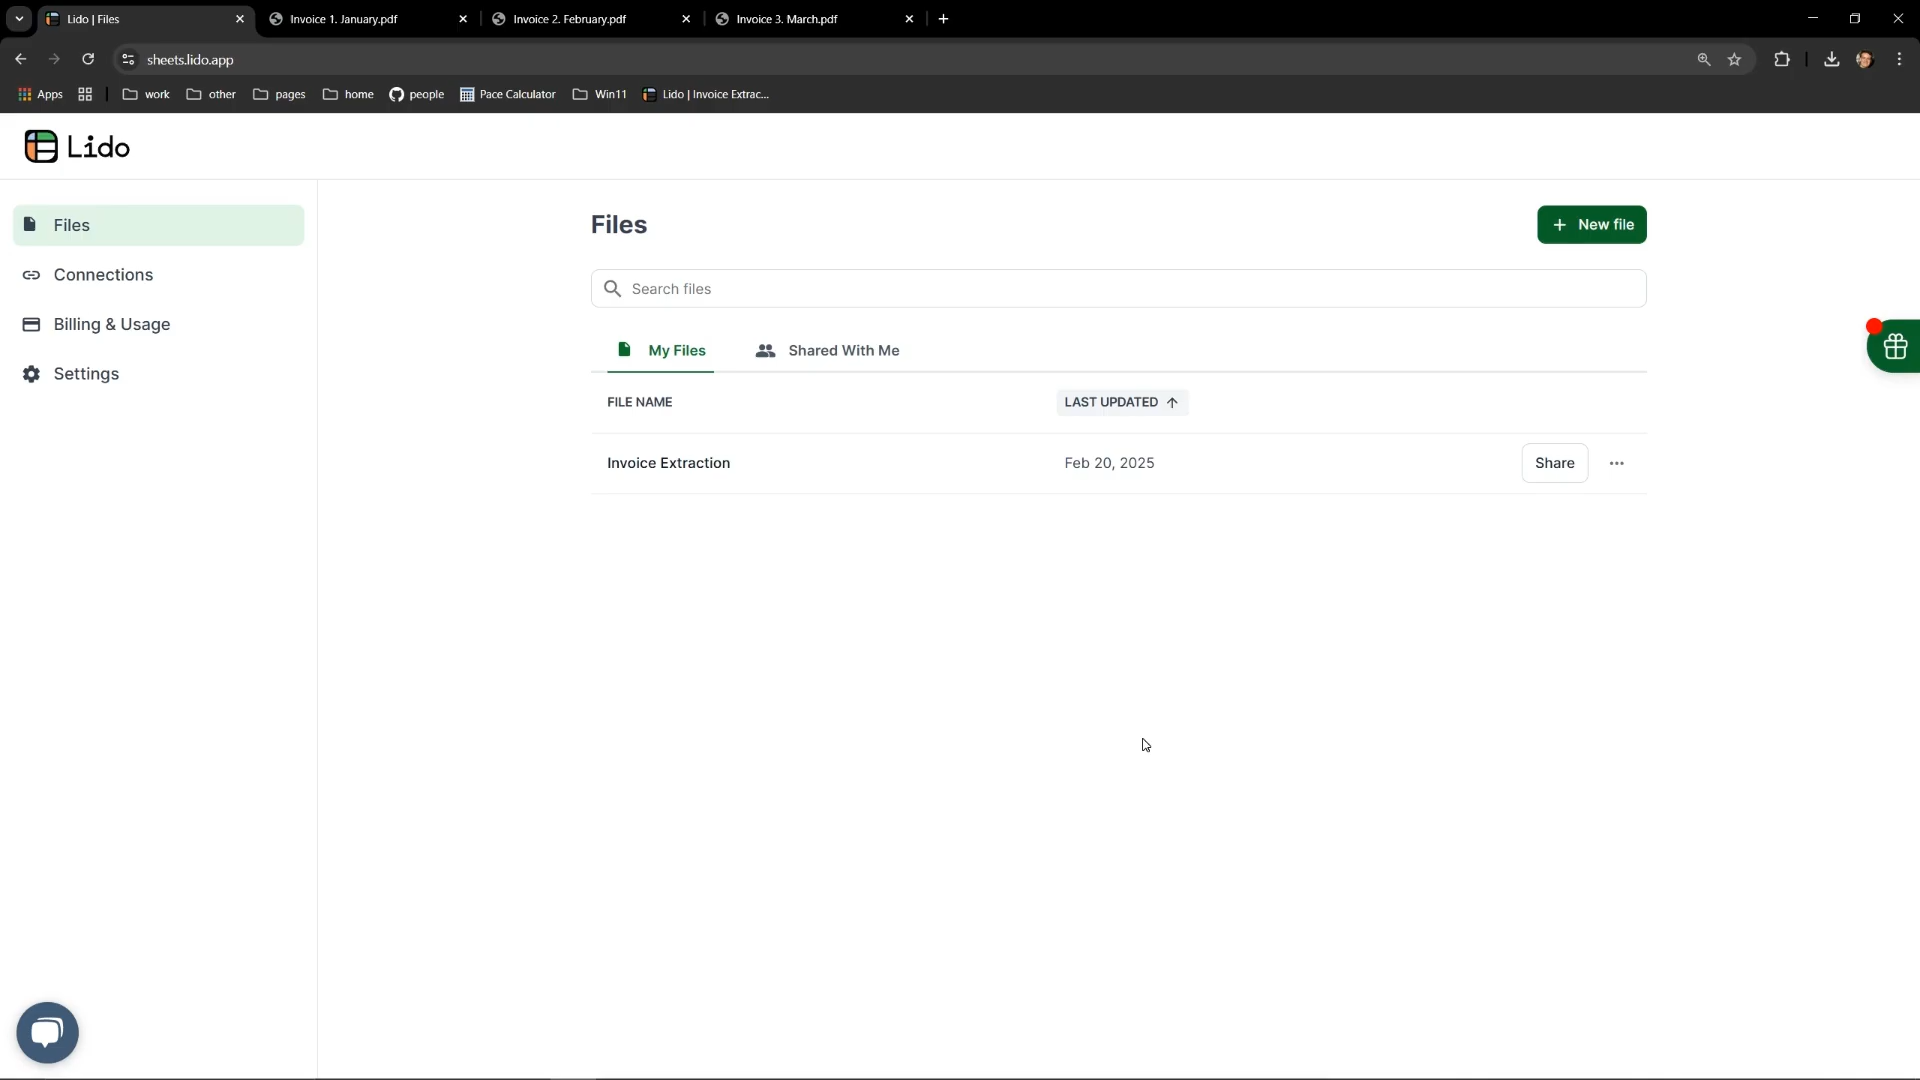 Lido | Files
Invoice 1. January.pdf
Invoice 2. February.pdf
Invoice 3. March.pdf
sheets.lido.app
Apps
work
other
pages
home
people
Pace Calculator
Win11
Lido | Invoice Extrac...
Lido
Files
Connections
Billing & Usage
Settings
Files
New file
Search files
My Files
Shared With Me
FILE NAME
LAST UPDATED
Invoice Extraction
Feb 20, 2025
Share